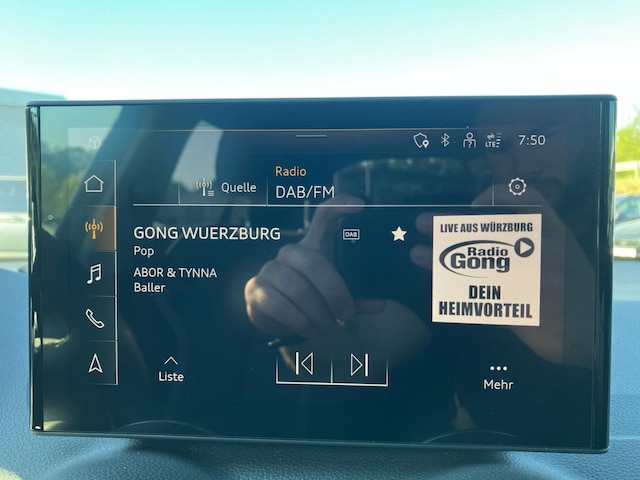 LTE 7:50
Quelle
Radio
DAB/FM
GONG WUERZBURG
DAB
Pop
ABOR & TYNNA
Baller
LIVE AUS WÜRZBURG
Radio
Gong
DEIN
HEIMVORTEIL
Liste
Mehr